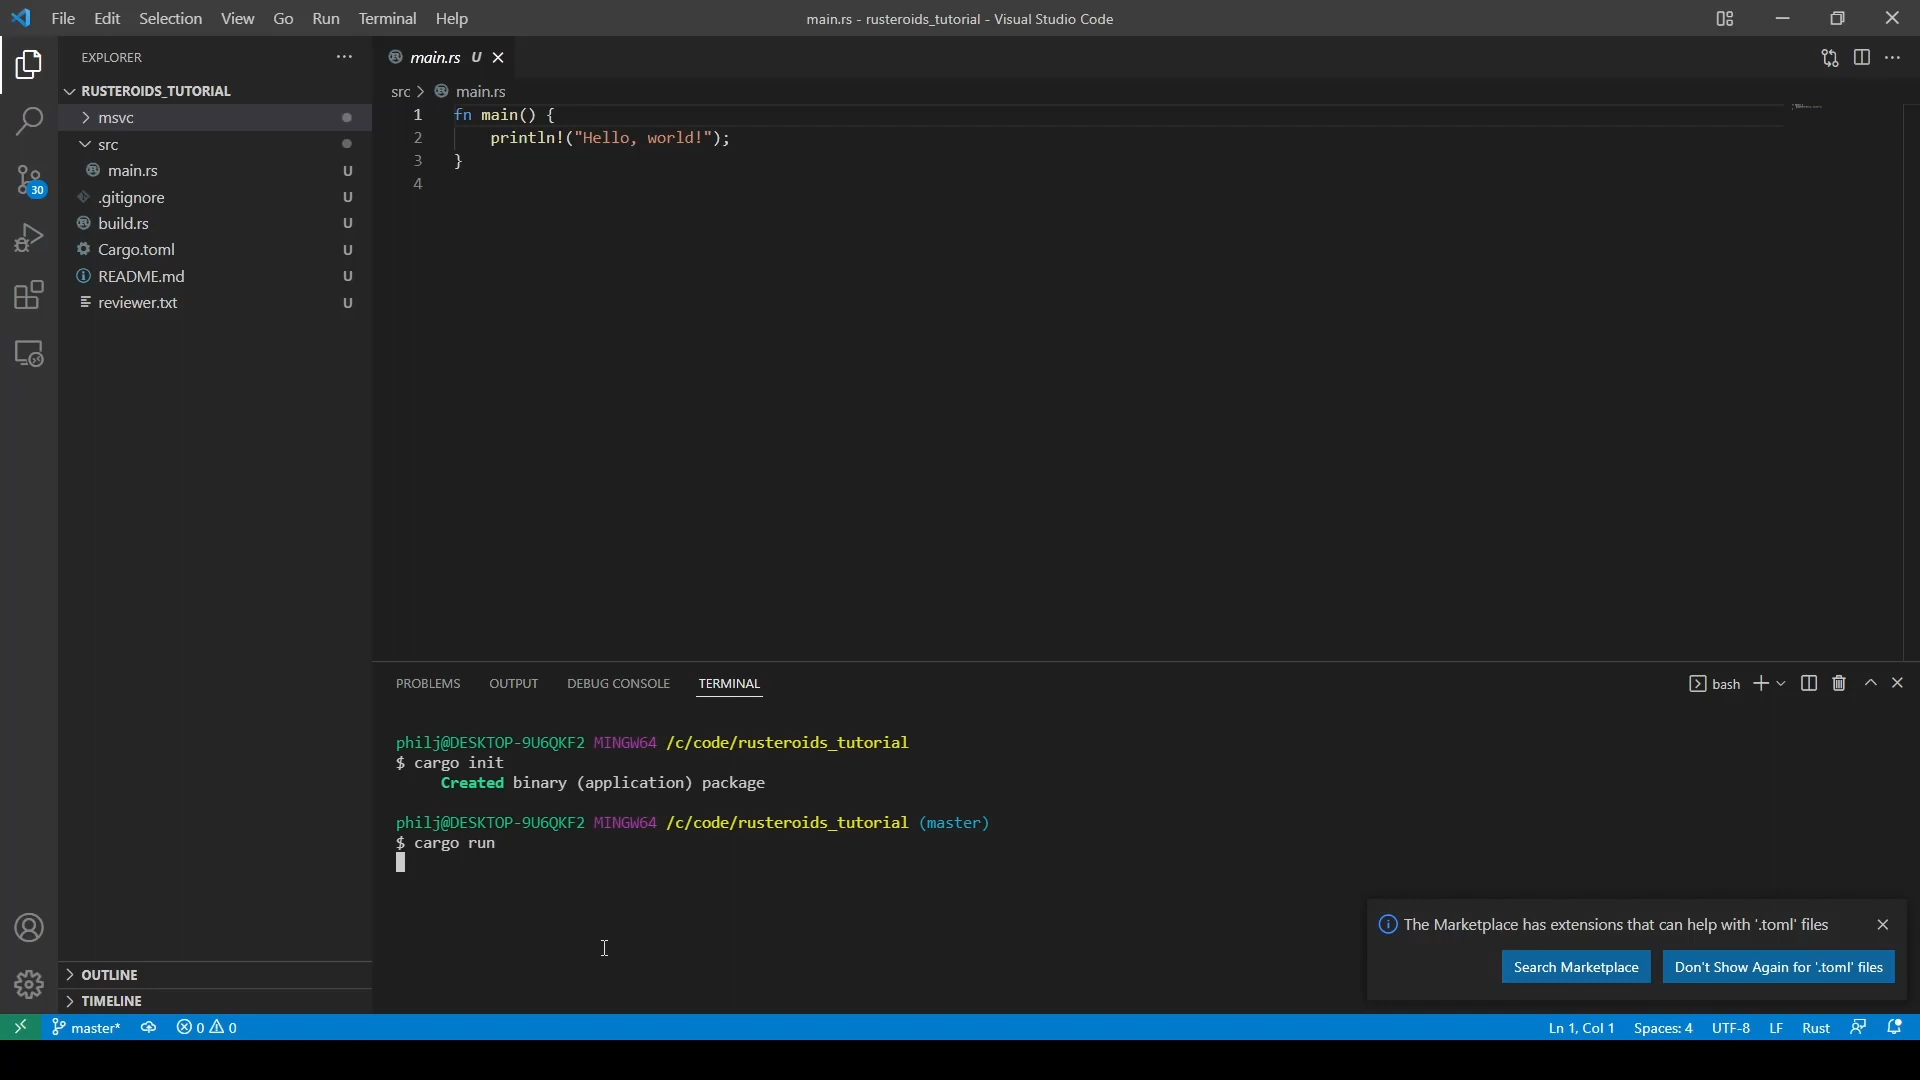 File Edit Selection View Go Run Terminal Help
main.rs - rusteroids_tutorial - Visual Studio Code
EXPLORER
RUSTEROIDS_TUTORIAL
msvc
src
main.rs U
.gitignore U
build.rs U
Cargo.toml U
README.md U
reviewer.txt U
30
OUTLINE
TIMELINE
main.rs U
src > main.rs
1 fn main() {
2 println!("Hello, world!");
3 }
4
PROBLEMS OUTPUT DEBUG CONSOLE TERMINAL
bash
philj@DESKTOP-9U6QKF2 MINGW64 /c/code/rusteroids_tutorial
$ cargo init
Created binary (application) package
philj@DESKTOP-9U6QKF2 MINGW64 /c/code/rusteroids_tutorial (master)
$ cargo run
The Marketplace has extensions that can help with '.toml' files
Search Marketplace
Don't Show Again for '.toml' files
master* 0 0
Ln 1, Col 1 Spaces: 4 UTF-8 LF Rust